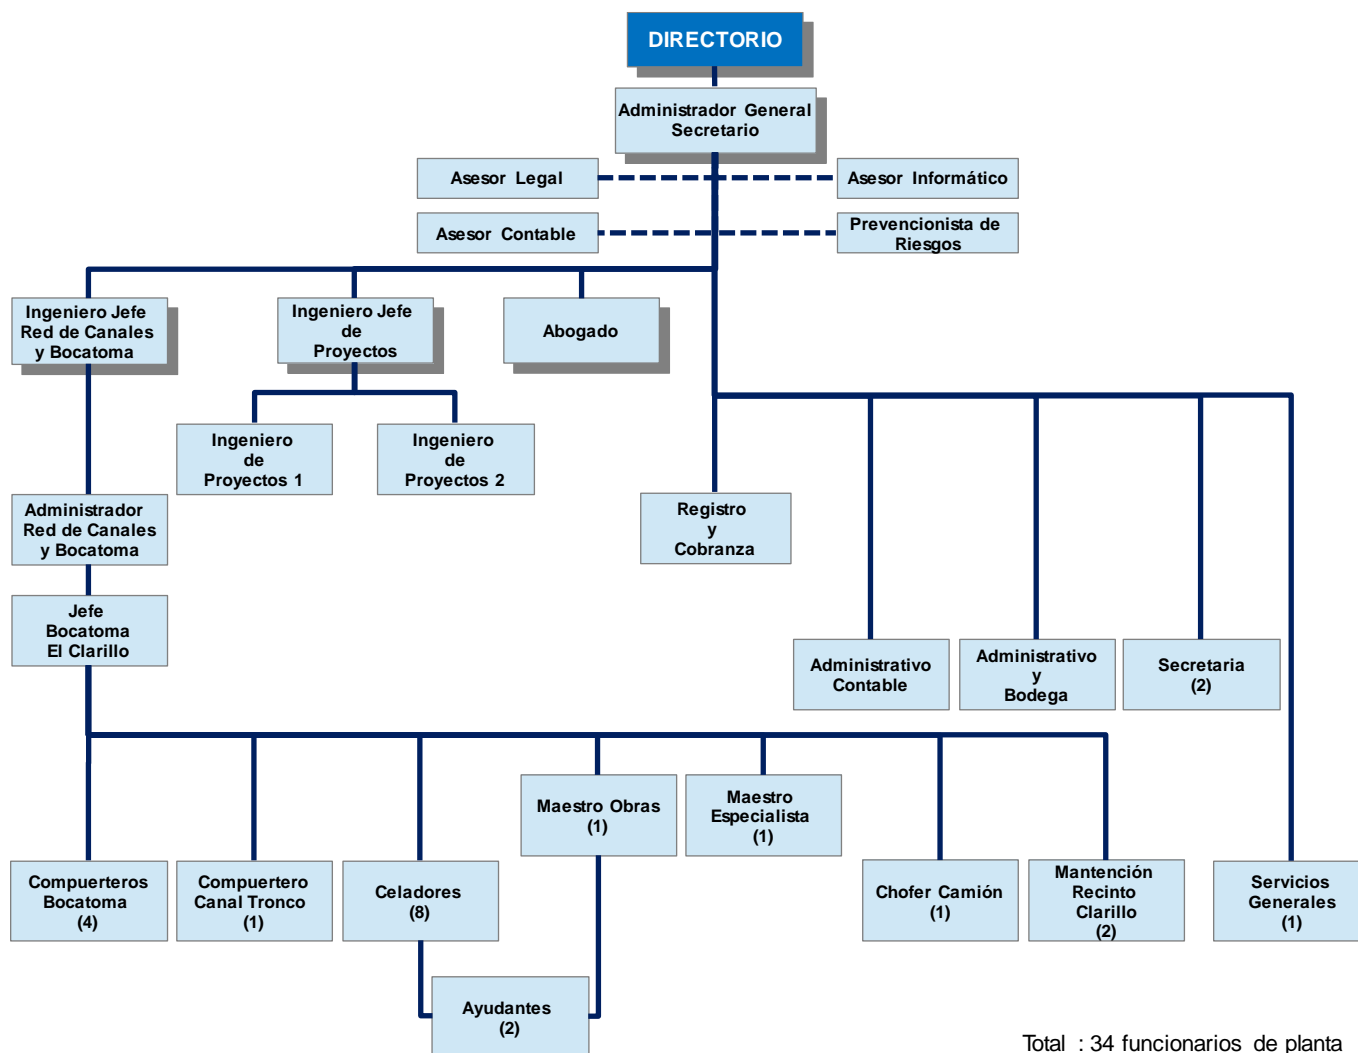 DIRECTORIO
Administrador General
Secretario
Asesor Legal
Asesor Informático
Asesor Contable
Prevencionista de
Riesgos
Ingeniero Jefe
Red de Canales
y Bocatoma
Ingeniero Jefe
de
Proyectos
Abogado
Ingeniero
de
Proyectos 1
Ingeniero
de
Proyectos 2
Administrador
Red de Canales
y Bocatoma
Registro
y
Cobranza
Jefe
Bocatoma
El Clarillo
Administrativo
Contable
Administrativo
y
Bodega
Secretaria
(2)
Maestro Obras
(1)
Maestro
Especialista
(1)
Compuerteros
Bocatoma
(4)
Compuertero
Canal Tronco
(1)
Celadores
(8)
Chofer Camión
(1)
Mantención
Recinto
Clarillo
(2)
Servicios
Generales
(1)
Ayudantes
(2)
Total : 34 funcionarios de planta